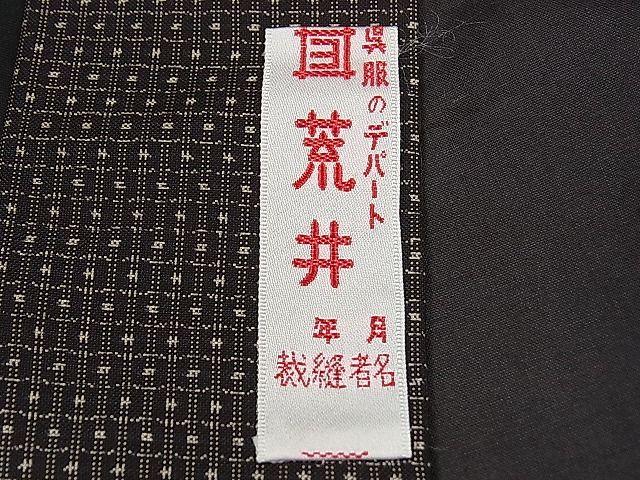 呉服のデパート
荒井
年 月
裁縫者名